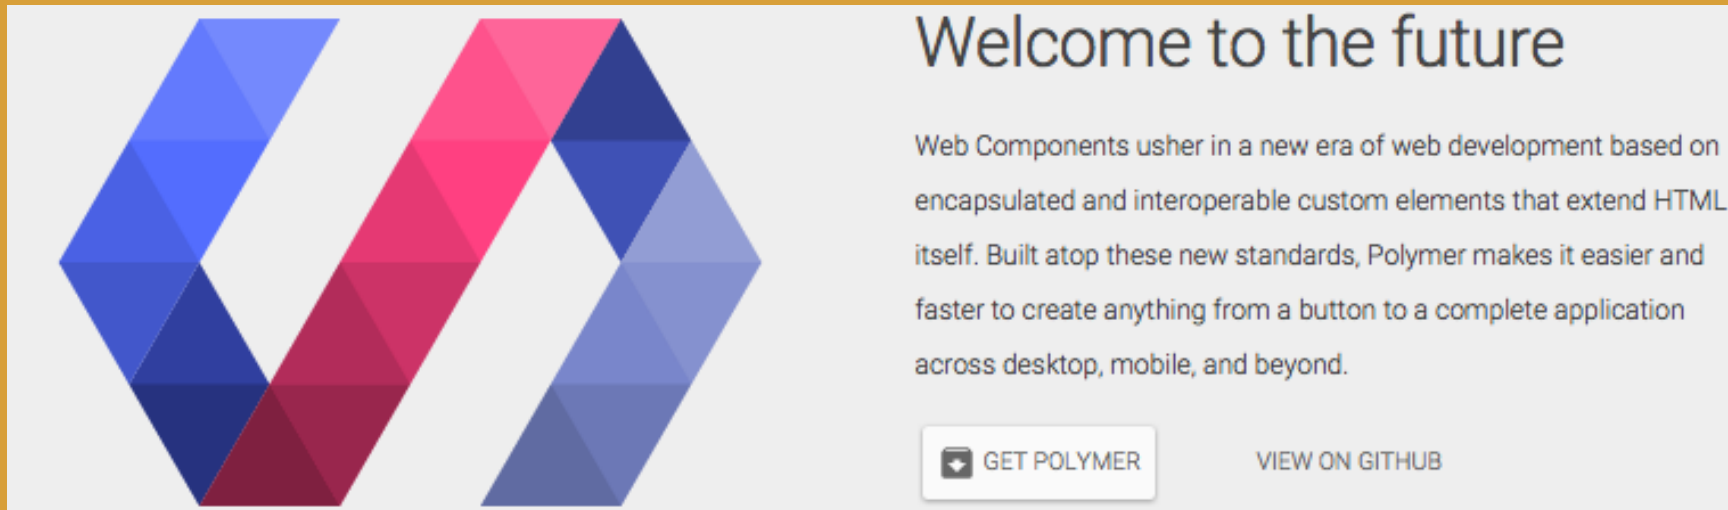 Welcome to the future
Web Components usher in a new era of web development based on
encapsulated and interoperable custom elements that extend HTML
itself. Built atop these new standards, Polymer makes it easier and
faster to create anything from a button to a complete application
across desktop, mobile, and beyond.
GET POLYMER
VIEW ON GITHUB